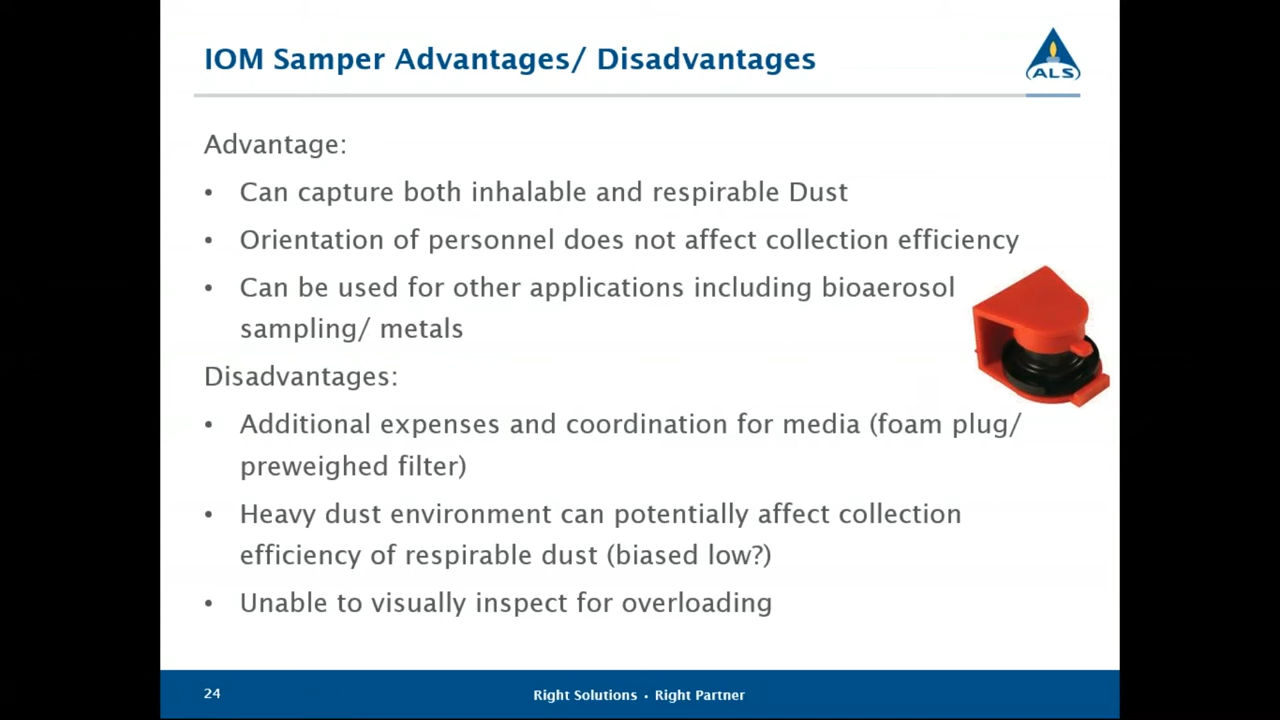 IOM Samper Advantages/ Disadvantages
ALS
Advantage:
• Can capture both inhalable and respirable Dust
• Orientation of personnel does not affect collection efficiency
• Can be used for other applications including bioaerosol
sampling/ metals
Disadvantages:
• Additional expenses and coordination for media (foam plug/
preweighed filter)
• Heavy dust environment can potentially affect collection
efficiency of respirable dust (biased low?)
• Unable to visually inspect for overloading
24
Right Solutions • Right Partner